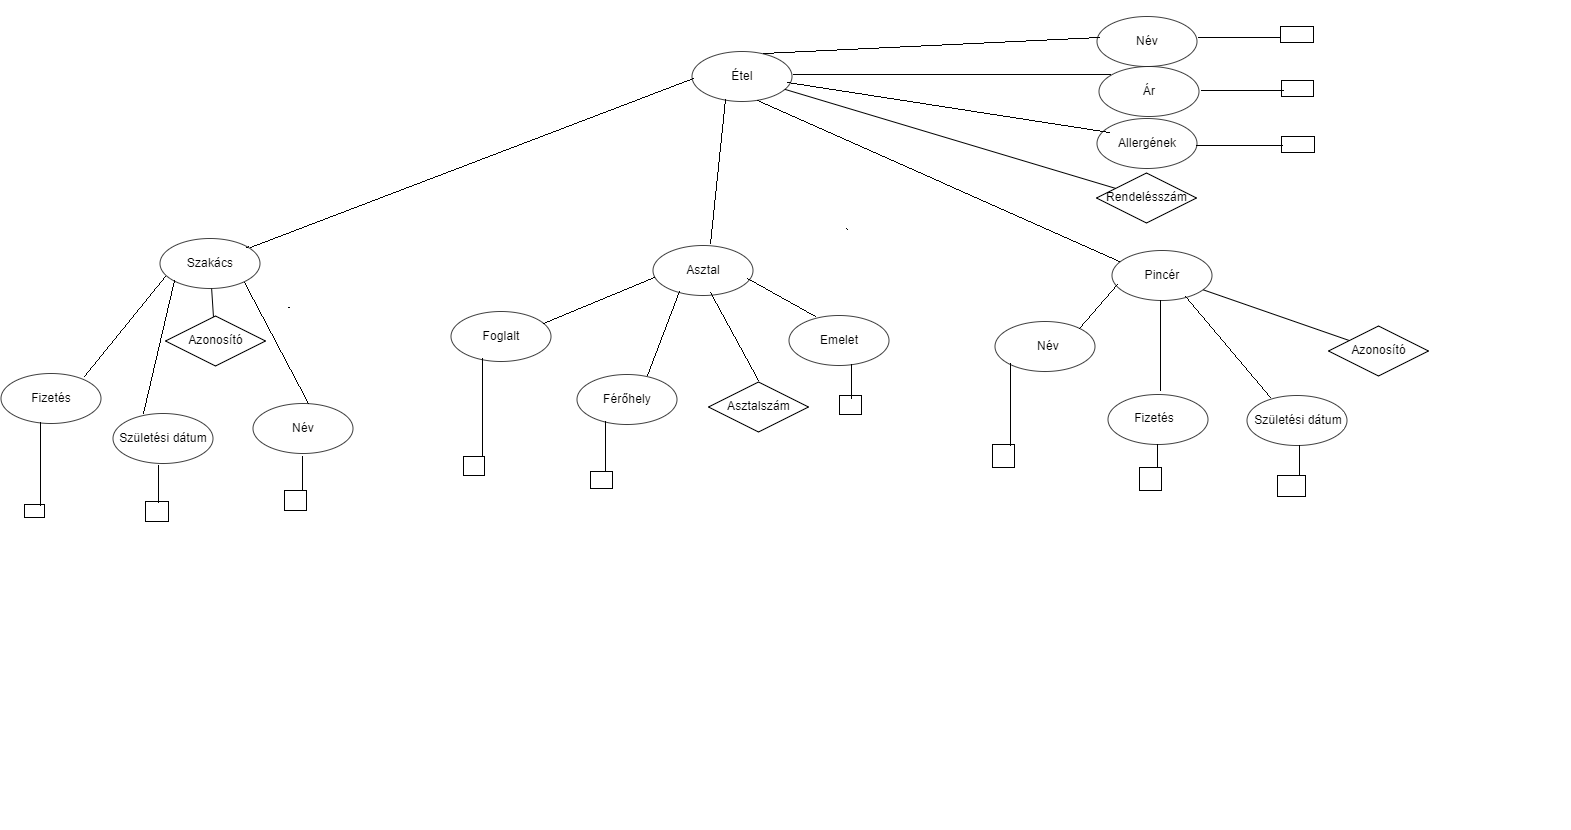 Név
Étel
Ár
Allergének
Rendelésszám
Szakács
Asztal
Pincér
Foglalt
Azonosító
Emelet
Név
Azonosító
Fizetés
Férőhely
Asztalszám
Fizetés
Születési dátum
Név
Születési dátum